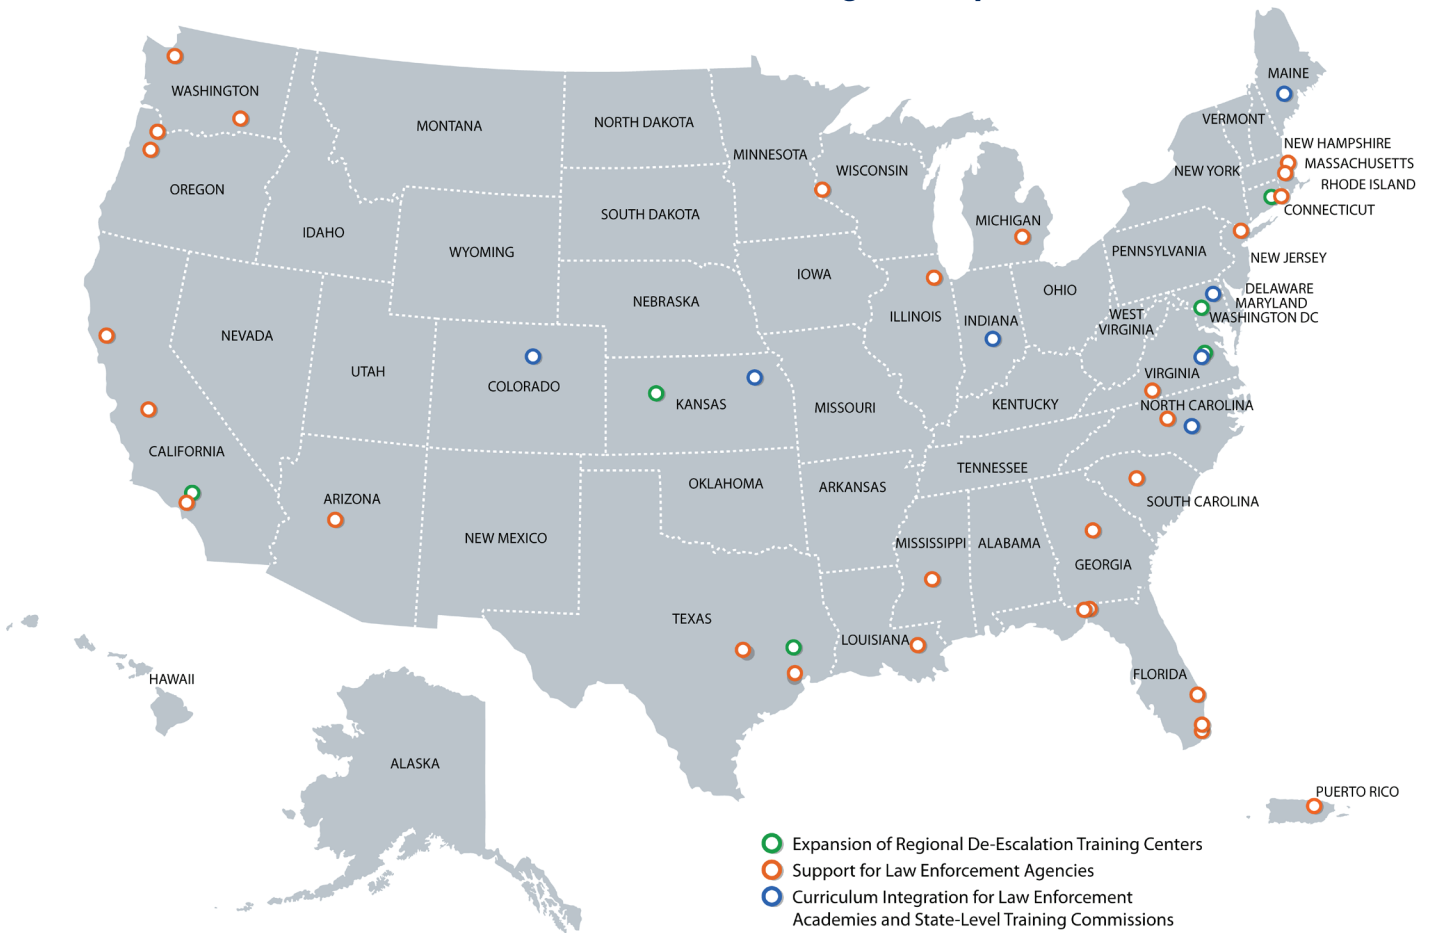 MAINE
WASHINGTON
VERMONT
MONTANA
NORTH DAKOTA
NEW HAMPSHIRE
MINNESOTA
MASSACHUSETTS
WISCONSIN
NEW YORK
RHODE ISLAND
OREGON
CONNECTICUT
SOUTH DAKOTA
MICHIGAN
IDAHO
WYOMING
PENNSYLVANIA
NEW JERSEY
IOWA
OHIO
DELAWARE
NEBRASKA
MARYLAND
ILLINOIS
INDIANA
WEST
VIRGINIA
WASHINGTON DC
NEVADA
UTAH
COLORADO
VIRGINIA
KANSAS
MISSOURI
KENTUCKY
NORTH CAROLINA
CALIFORNIA
TENNESSEE
OKLAHOMA
ARKANSAS
ARIZONA
SOUTH CAROLINA
NEW MEXICO
MISSISSIPPI
ALABAMA
GEORGIA
TEXAS
LOUISIANA
FLORIDA
HAWAII
ALASKA
PUERTO RICO
Expansion of Regional De-Escalation Training Centers
Support for Law Enforcement Agencies
Curriculum Integration for Law Enforcement
Academies and State-Level Training Commissions